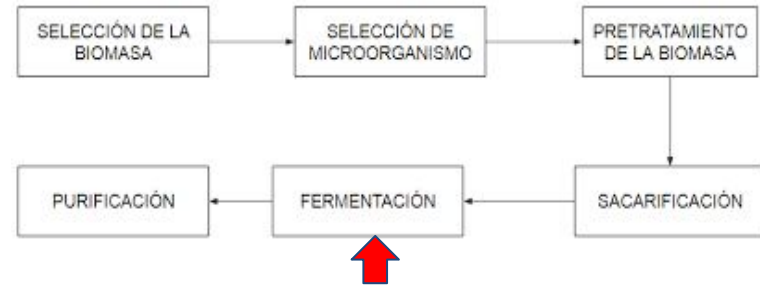 SELECCIÓN DE LA
BIOMASA
SELECCIÓN DE
MICROORGANISMO
PRETRATAMIENTO
DE LA BIOMASA
SACARIFICACIÓN
FERMENTACIÓN
PURIFICACIÓN